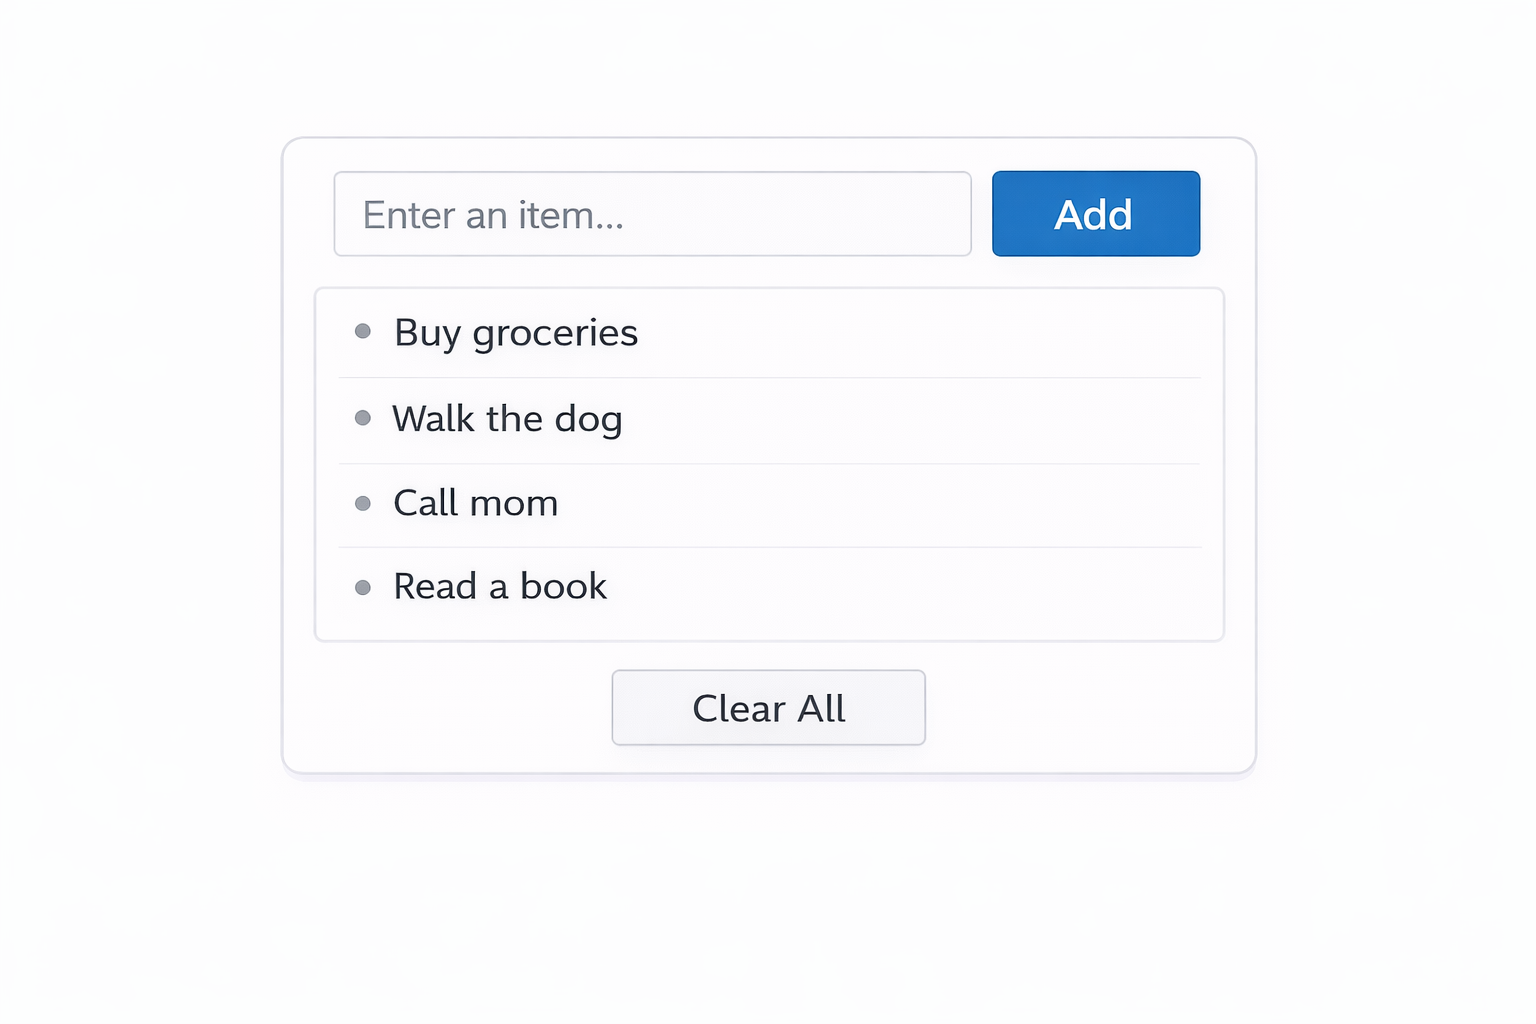 Enter an item...
Add
Buy groceries
Walk the dog
Call mom
Read a book
Clear All